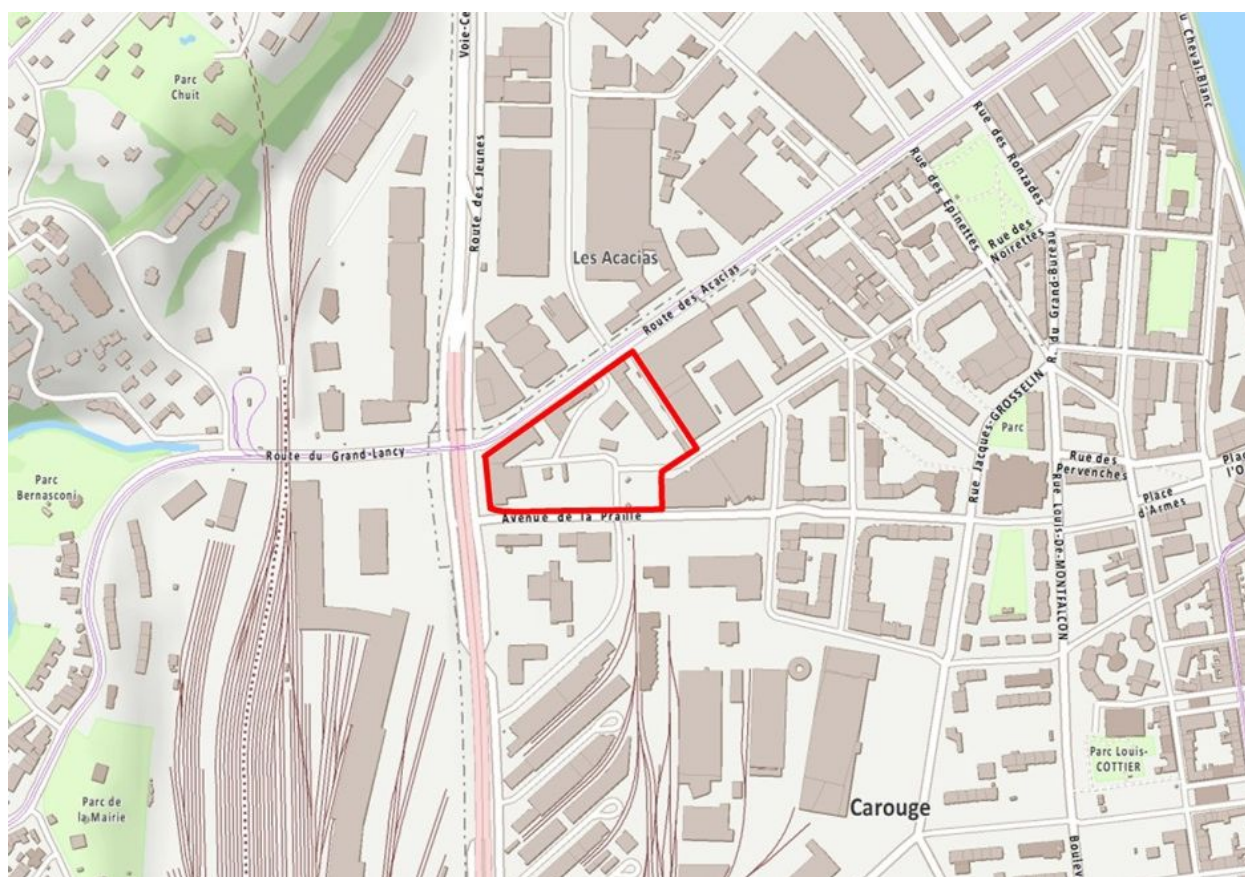 Parc
Chuit
Voie-Ce
Route des Jeunes
Les Acacias
Route des Acacias
Rue des Epinettes
Rue des Ronzades
Rue des
Noirettes
R. du Grand-Bureau
u Cheval-Blanc
Parc
Bernasconi
Route du Grand-Lancy
Avenue de la Praille
Rue Jacques-GROSSELIN
Parc
Rue des
Pervenches
Place
d'Armes
Plac
l'O
Rue Louis-De-MONTFALCON
Parc Louis-
COTTIER
Parc de
la Mairie
Carouge
Boulev